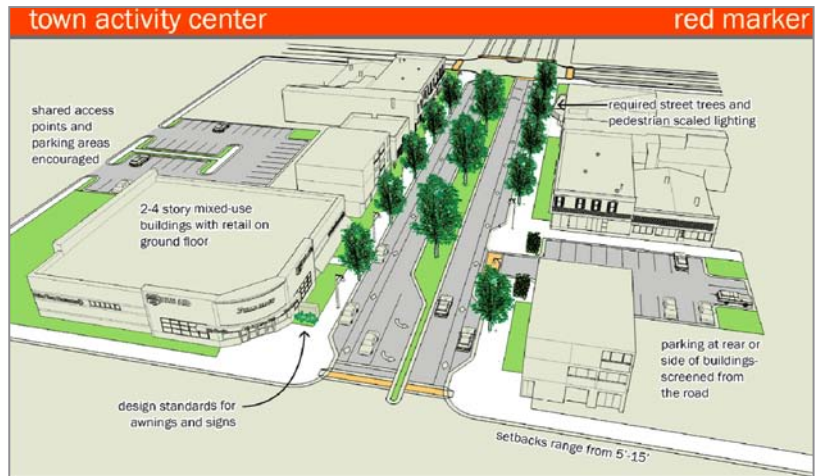 town activity center
red marker
shared access
points and
parking areas
encouraged
required street trees and
pedestrian scaled lighting
2-4 story mixed-use
buildings with retail on
ground floor
parking at rear or
side of buildings-
screened from
the road
design standards for
awnings and signs
setbacks range from 5'-15'